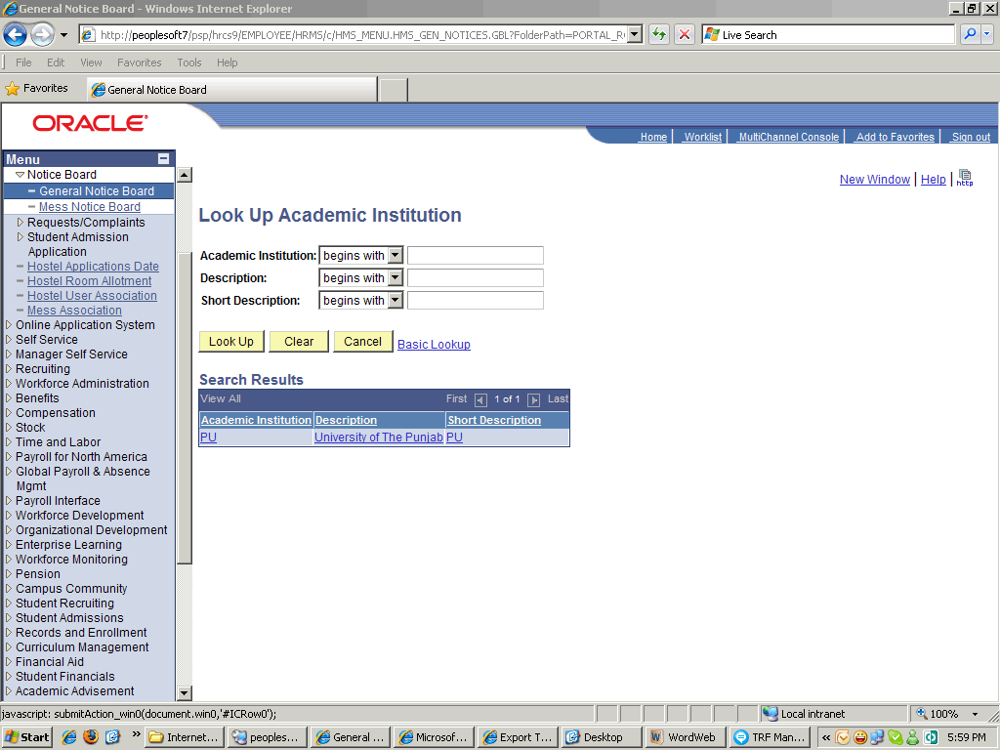 General Notice Board - Windows Internet Explorer
http://peoplesoft7/psp/hrcs9/EMPLOYEE/HRMS/c/HMS_MENU.HMS_GEN_NOTICES.GBL?FolderPath=PORTAL_R
Live Search
File Edit View Favorites Tools Help
Favorites General Notice Board
ORACLE
Home Worklist MultiChannel Console Add to Favorites Sign out
Menu
Notice Board
General Notice Board
Mess Notice Board
Requests/Complaints
Student Admission
Application
Hostel Applications Date
Hostel Room Allotment
Hostel User Association
Mess Association
Online Application System
Self Service
Manager Self Service
Recruiting
Workforce Administration
Benefits
Compensation
Stock
Time and Labor
Payroll for North America
Global Payroll & Absence
Mgmt
Payroll Interface
Workforce Development
Organizational Development
Enterprise Learning
Workforce Monitoring
Pension
Campus Community
Student Recruiting
Student Admissions
Records and Enrollment
Curriculum Management
Financial Aid
Student Financials
Academic Advisement
New Window | Help | http
Look Up Academic Institution
Academic Institution: begins with
Description: begins with
Short Description: begins with
Look Up Clear Cancel Basic Lookup
Search Results
View All First 1 of 1 Last
Academic Institution Description Short Description
PU University of The Punjab PU
javascript: submitAction_win0(document.win0,'#ICRow0'); Local intranet 100%
Start » Internet... peoples... General ... Microsof... Export T... Desktop WordWeb TRF Man... « 5:59 PM